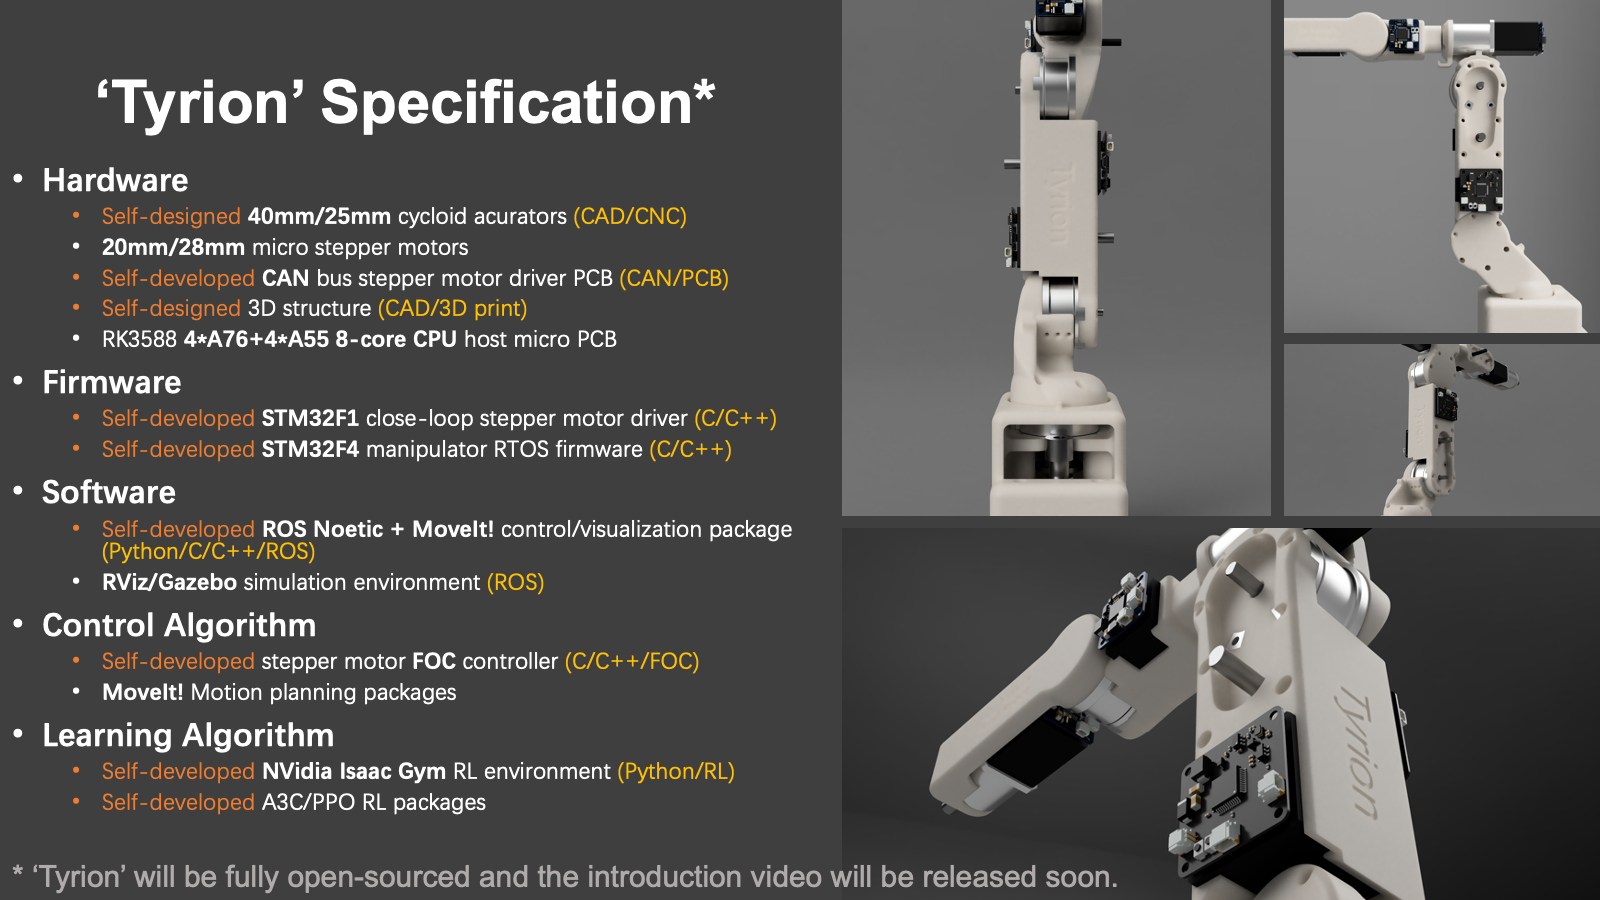 ‘Tyrion’ Specification*
• Hardware
• Self-designed 40mm/25mm cycloid acurators (CAD/CNC)
• 20mm/28mm micro stepper motors
• Self-developed CAN bus stepper motor driver PCB (CAN/PCB)
• Self-designed 3D structure (CAD/3D print)
• RK3588 4*A76+4*A55 8-core CPU host micro PCB
• Firmware
• Self-developed STM32F1 close-loop stepper motor driver (C/C++)
• Self-developed STM32F4 manipulator RTOS firmware (C/C++)
• Software
• Self-developed ROS Noetic + MoveIt! control/visualization package
(Python/C/C++/ROS)
• RViz/Gazebo simulation environment (ROS)
• Control Algorithm
• Self-developed stepper motor FOC controller (C/C++/FOC)
• MoveIt! Motion planning packages
• Learning Algorithm
• Self-developed NVidia Isaac Gym RL environment (Python/RL)
• Self-developed A3C/PPO RL packages
* ‘Tyrion’ will be fully open-sourced and the introduction video will be released soon.
Tyrion
Tyrion